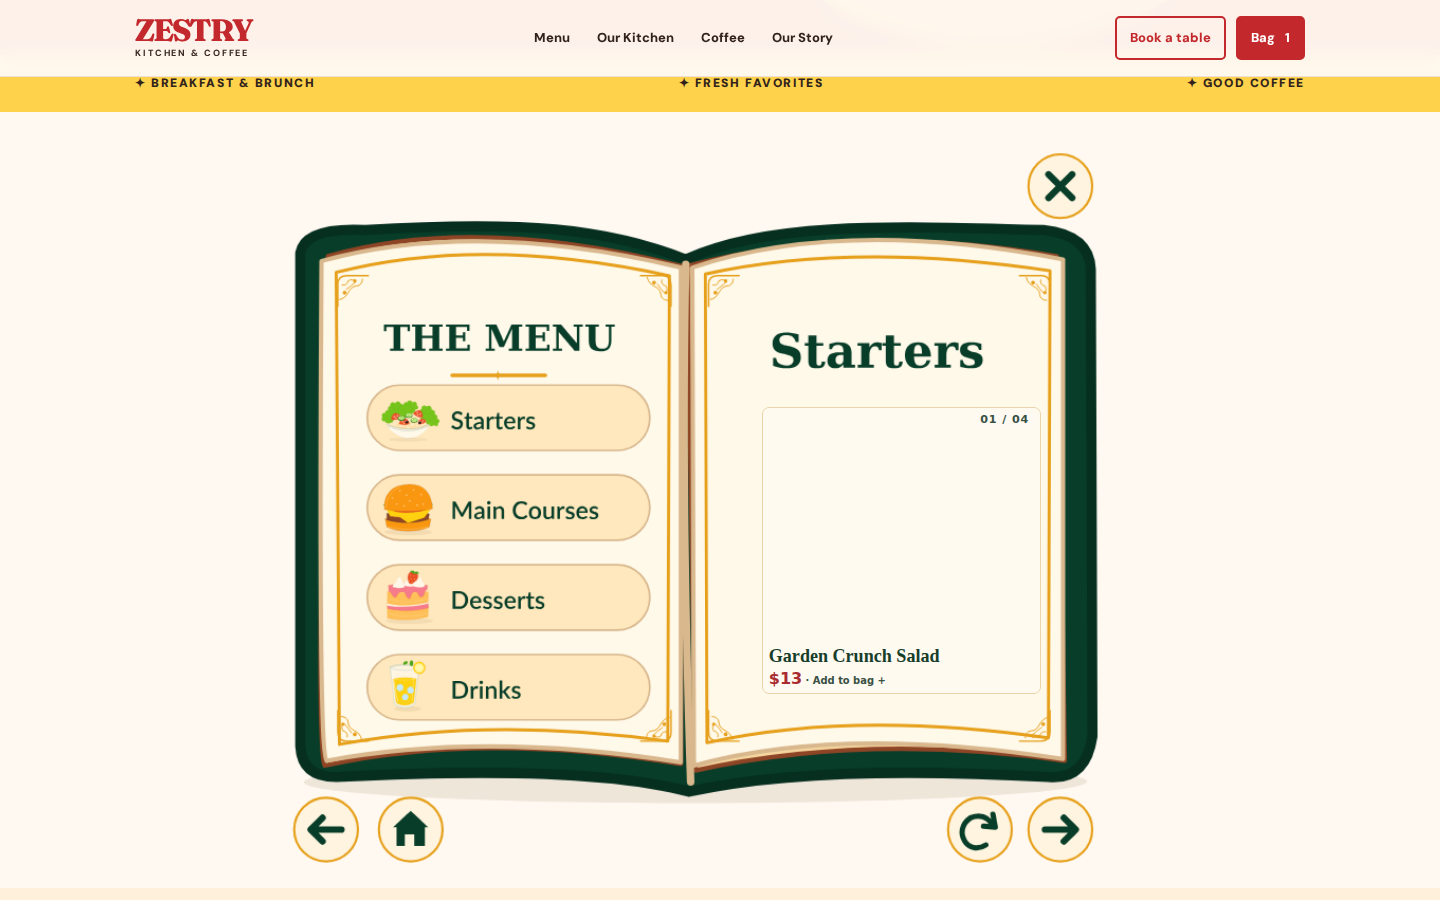 ZESTRY
KITCHEN & COFFEE
Menu
Our Kitchen
Coffee
Our Story
Book a table
Bag 1
✦ BREAKFAST & BRUNCH
✦ FRESH FAVORITES
✦ GOOD COFFEE
THE MENU
Starters
Main Courses
Desserts
Drinks
Starters
01 / 04
Garden Crunch Salad
$13 · Add to bag +